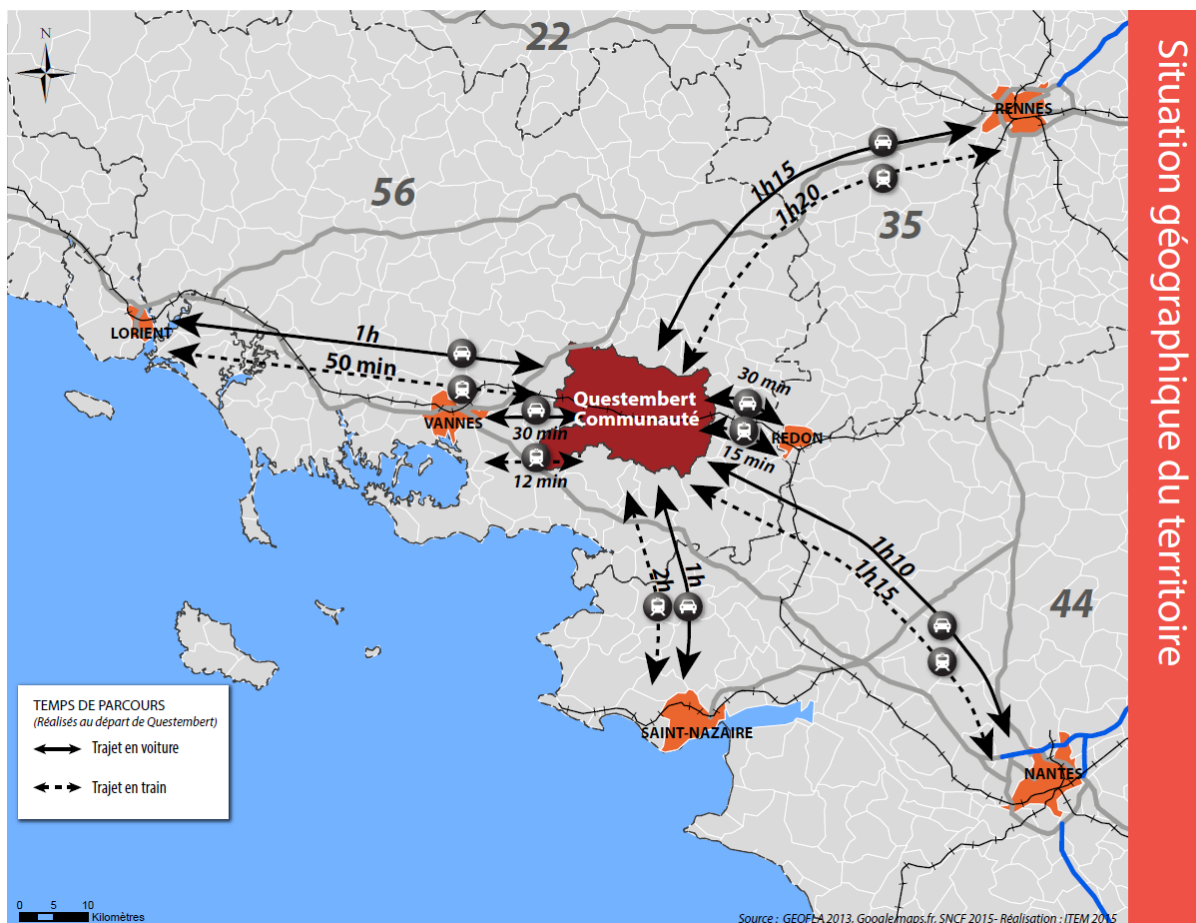 Situation géographique du territoire
N
22
RENNES
1h15
1h20
56
35
LORIENT
1h
50 min
Questembert
Communauté
30 min
VANNES
30 min
REDON
15 min
12 min
1h10
1h15
2h
1h
44
SAINT-NAZAIRE
NANTES
TEMPS DE PARCOURS
(Réalisés au départ de Questembert)
Trajet en voiture
Trajet en train
0 5 10
Kilomètres
Source : GEOFLA 2013, Google.maps.fr, SNCF 2015- Réalisation : ITEM 2015